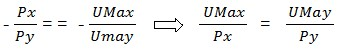 - Px/Py = = - UMax/Umay ⇒ UMax/Px = UMay/Py